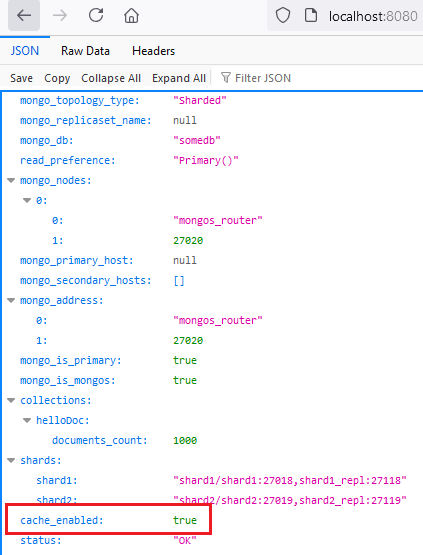 localhost:8080
JSON Raw Data Headers
Save Copy Collapse All Expand All Filter JSON
mongo_topology_type: "Sharded"
mongo_replicaset_name: null
mongo_db: "somedb"
read_preference: "Primary()"
mongo_nodes:
0:
0: "mongos_router"
1: 27020
mongo_primary_host: null
mongo_secondary_hosts: []
mongo_address:
0: "mongos_router"
1: 27020
mongo_is_primary: true
mongo_is_mongos: true
collections:
helloDoc:
documents_count: 1000
shards:
shard1: "shard1/shard1:27018,shard1_repl:27118"
shard2: "shard2/shard2:27019,shard2_repl:27119"
cache_enabled: true
status: "OK"